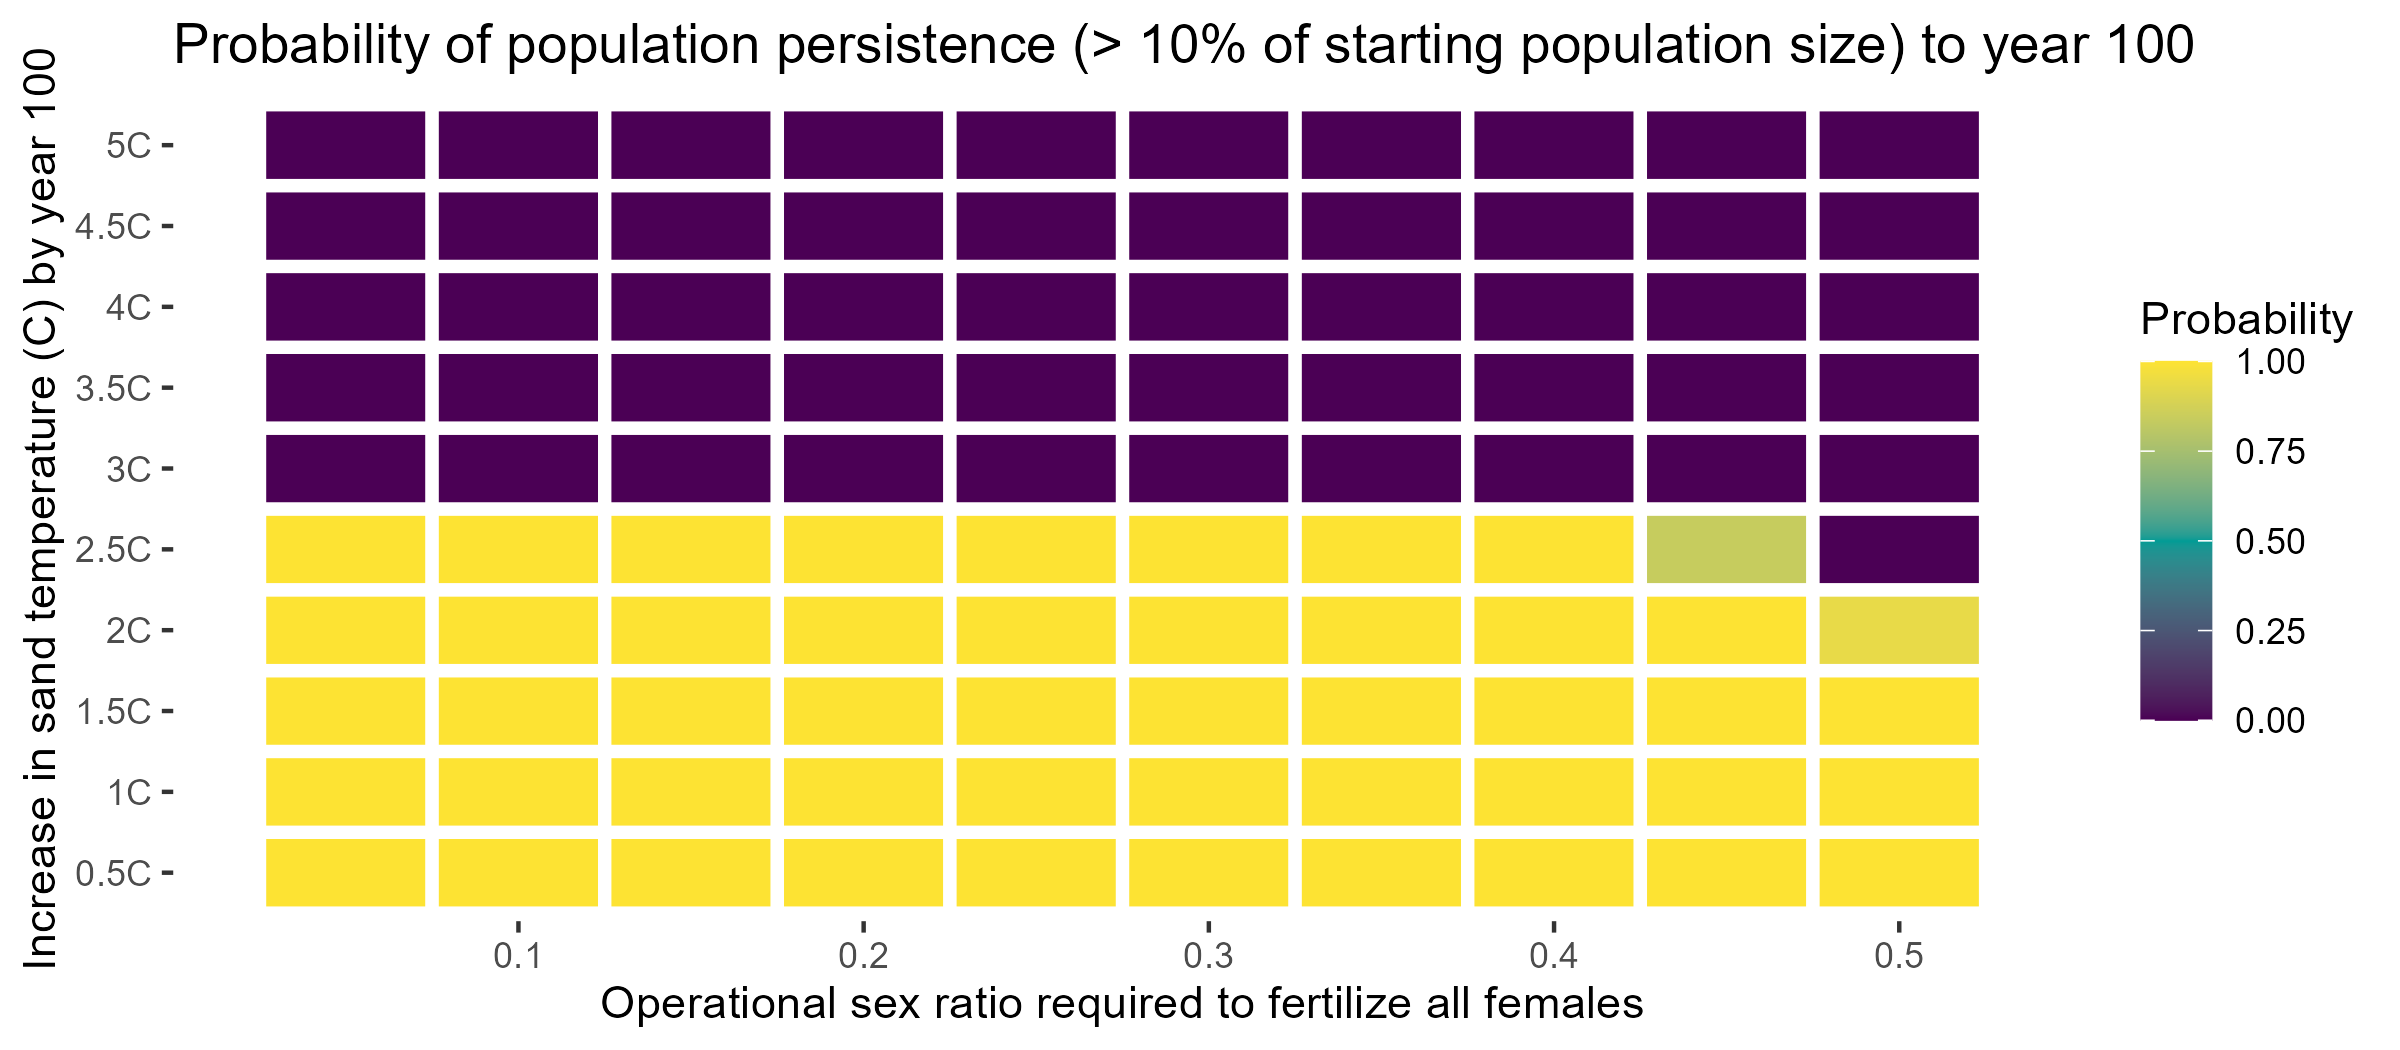 Probability of population persistence (> 10% of starting population size) to year 100
Increase in sand temperature (C) by year 100
5C
4.5C
4C
3.5C
3C
2.5C
2C
1.5C
1C
0.5C
0.1
0.2
0.3
0.4
0.5
Operational sex ratio required to fertilize all females
Probability
1.00
0.75
0.50
0.25
0.00